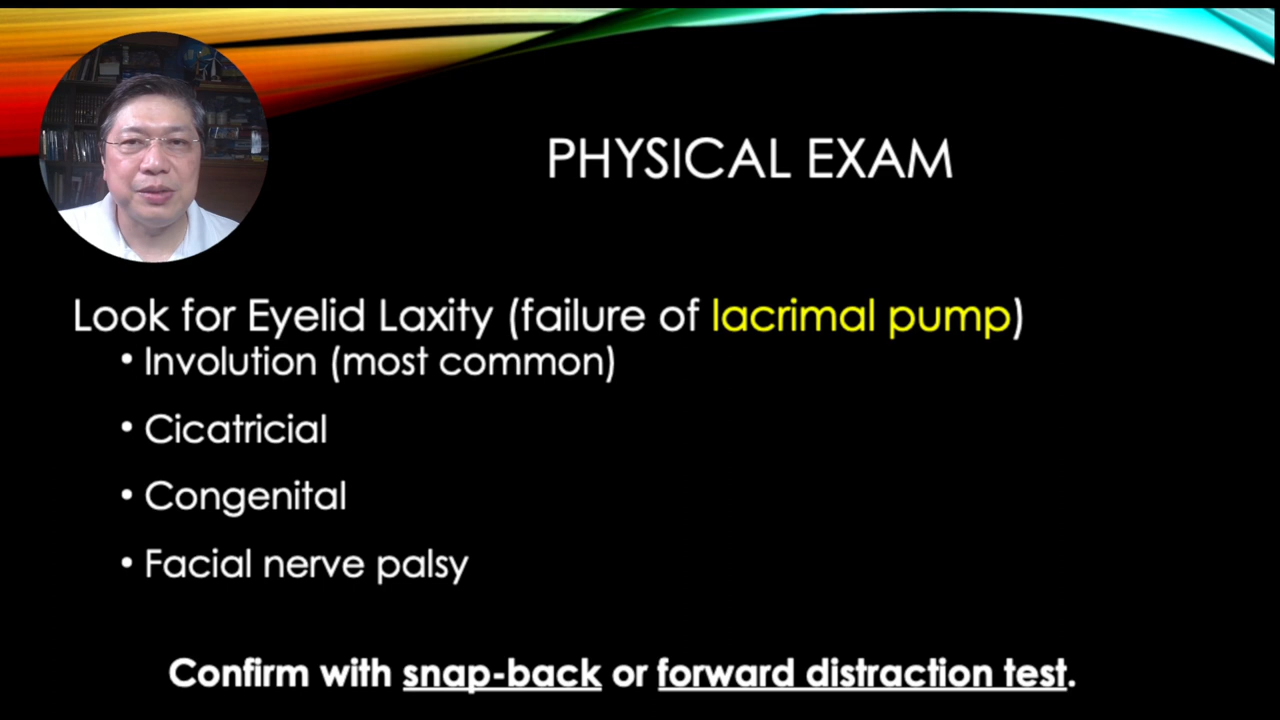 PHYSICAL EXAM
Look for Eyelid Laxity (failure of lacrimal pump)
• Involution (most common)
• Cicatricial
• Congenital
• Facial nerve palsy
Confirm with snap-back or forward distraction test.